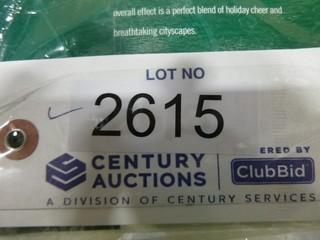 overall effect is a perfect blend of holiday cheer and
breathtaking cityscapes.
LOT NO
2615
CENTURY AUCTIONS
ERED BY
ClubBid
A DIVISION OF CENTURY SERVICES